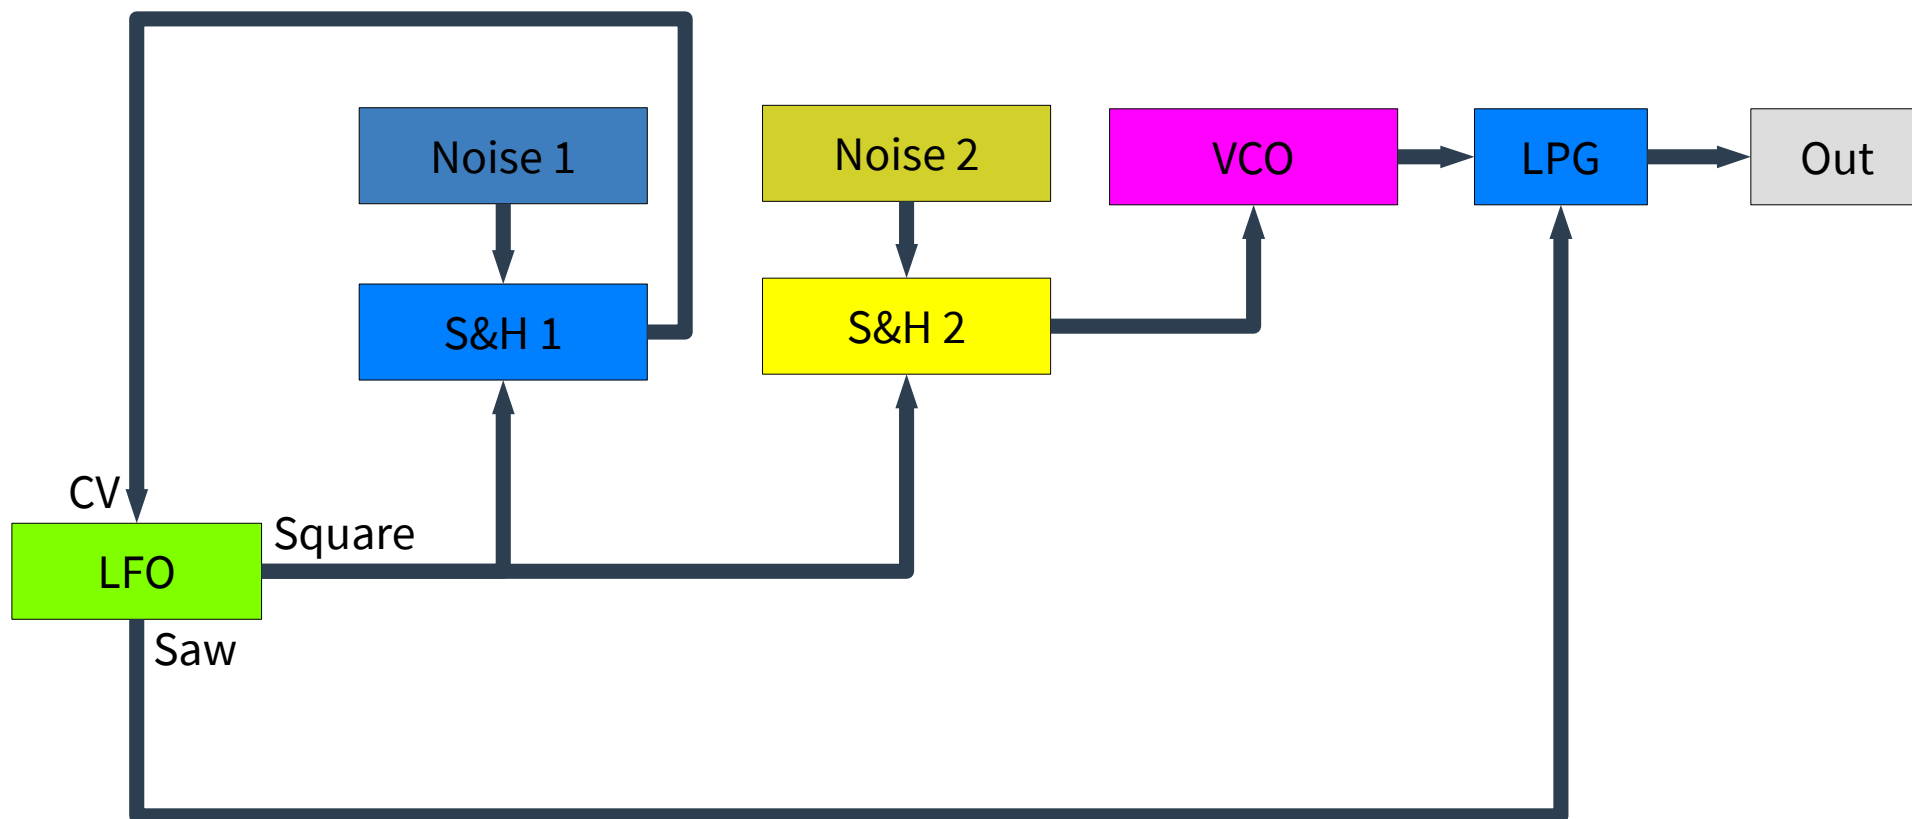 Noise 1
Noise 2
VCO
LPG
Out
S&H 1
S&H 2
CV
Square
LFO
Saw